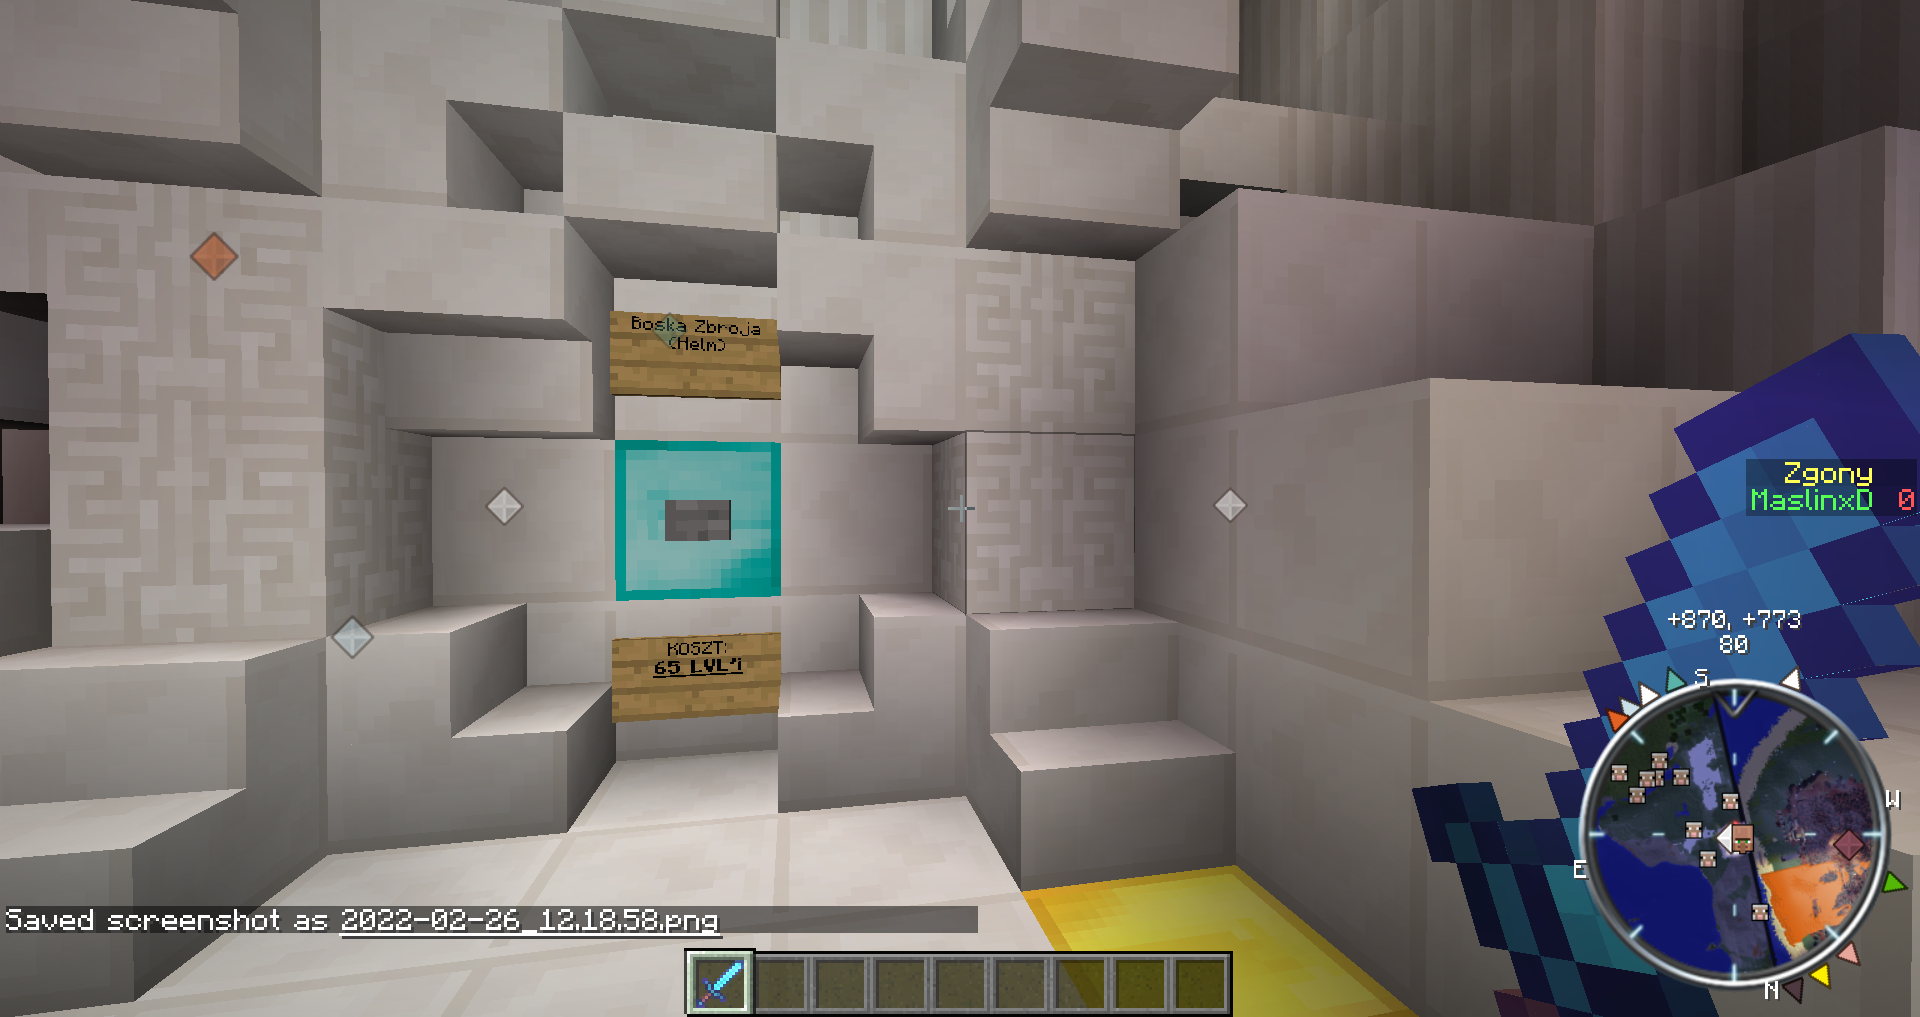 Boska Zbroja
(Helm)
KOSZT:
65 LVL'i
Zgony
MaslinxD 0
+870, +773
80
S
W
E
N
Saved screenshot as 2022-02-26_12.18.58.png